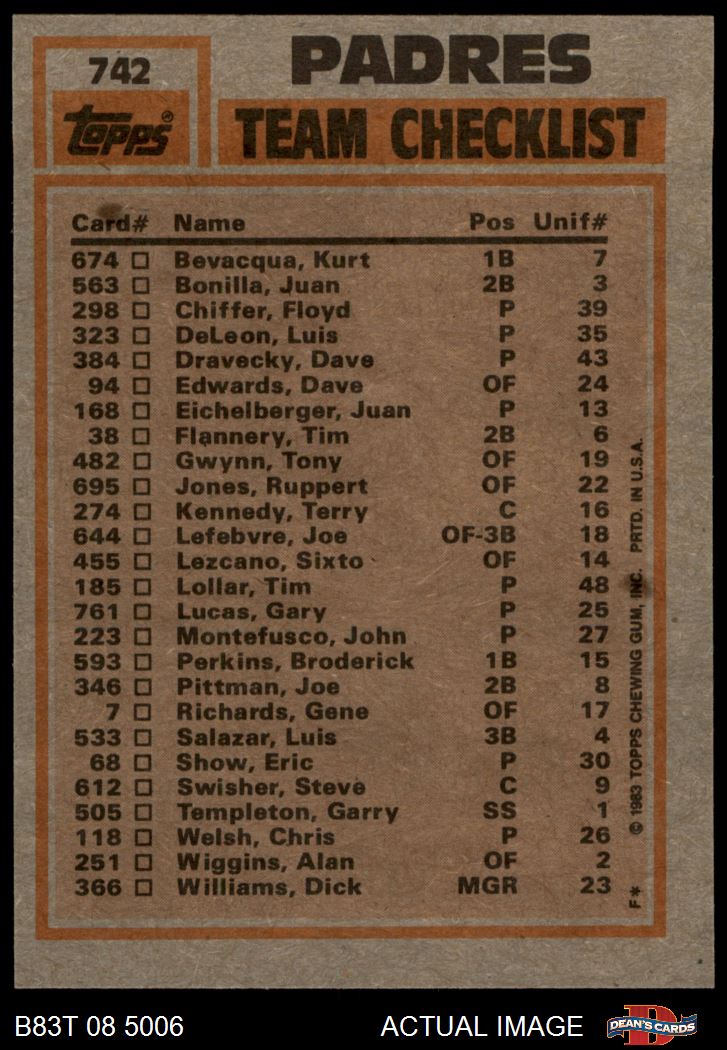 742
topps®
PADRES
TEAM CHECKLIST
Card# Name Pos Unif#
674 □ Bevacqua, Kurt 1B 7
563 □ Bonilla, Juan 2B 3
298 □ Chiffer, Floyd P 39
323 □ DeLeon, Luis P 35
384 □ Dravecky, Dave P 43
94 □ Edwards, Dave OF 24
168 □ Eichelberger, Juan P 13
38 □ Flannery, Tim 2B 6
482 □ Gwynn, Tony OF 19
695 □ Jones, Ruppert OF 22
274 □ Kennedy, Terry C 16
644 □ Lefebvre, Joe OF-3B 18
455 □ Lezcano, Sixto OF 14
185 □ Lollar, Tim P 48
761 □ Lucas, Gary P 25
223 □ Montefusco, John P 27
593 □ Perkins, Broderick 1B 15
346 □ Pittman, Joe 2B 8
7 □ Richards, Gene OF 17
533 □ Salazar, Luis 3B 4
68 □ Show, Eric P 30
612 □ Swisher, Steve C 9
505 □ Templeton, Garry SS 1
118 □ Welsh, Chris P 26
251 □ Wiggins, Alan OF 2
366 □ Williams, Dick MGR 23
F* © 1983 TOPPS CHEWING GUM, INC. PRTD. IN U.S.A.
B83T 08 5006 ACTUAL IMAGE
D
DEAN'S CARDS